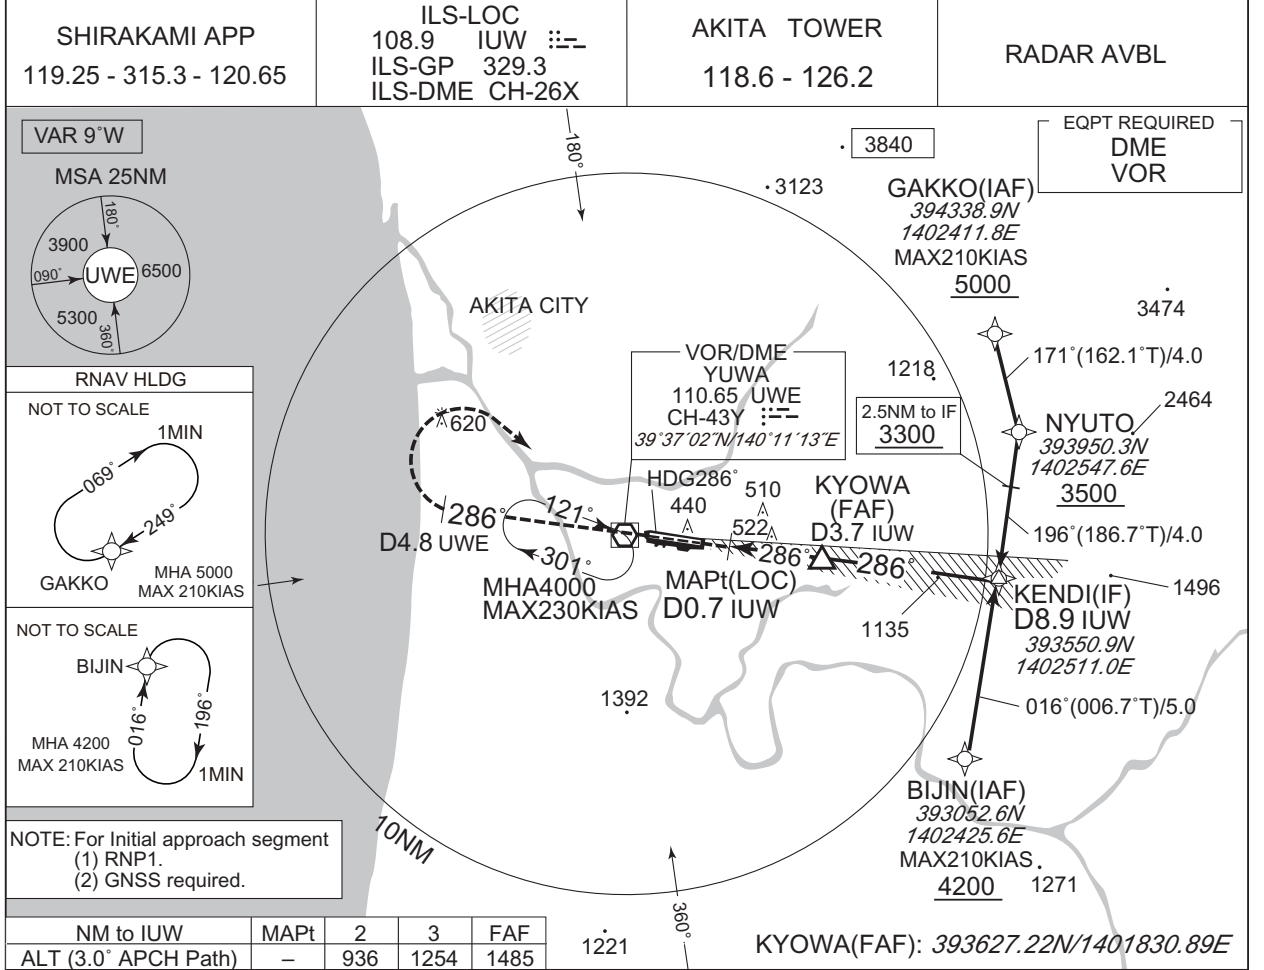 SHIRAKAMI APP
119.25 - 315.3 - 120.65
ILS-LOC
108.9 IUW
ILS-GP 329.3
ILS-DME CH-26X
AKITA TOWER
118.6 - 126.2
RADAR AVBL
VAR 9°W
MSA 25NM
180°
3900
090°
UWE
6500
5300
360°
180°
3840
3123
EQPT REQUIRED
DME
VOR
GAKKO(IAF)
394338.9N
1402411.8E
MAX210KIAS
5000
3474
AKITA CITY
171°(162.1°T)/4.0
RNAV HLDG
NOT TO SCALE
1MIN
069°
249°
GAKKO
MHA 5000
MAX 210KIAS
VOR/DME
YUWA
110.65 UWE
CH-43Y
39°37′02″N/140°11′13″E
1218
2.5NM to IF
3300
2464
NYUTO
393950.3N
1402547.6E
3500
620
HDG286°
440
510
522
KYOWA
(FAF)
D3.7 IUW
196°(186.7°T)/4.0
286°
121°
301°
D4.8 UWE
MHA4000
MAX230KIAS
286°
286°
MAPt(LOC)
D0.7 IUW
1135
1496
KENDI(IF)
D8.9 IUW
393550.9N
1402511.0E
NOT TO SCALE
BIJIN
016°
196°
MHA 4200
MAX 210KIAS
1MIN
1392
016°(006.7°T)/5.0
BIJIN(IAF)
393052.6N
1402425.6E
MAX210KIAS
4200
1271
10NM
NOTE: For Initial approach segment
(1) RNP1.
(2) GNSS required.
360°
1221
NM to IUW MAPt 2 3 FAF
ALT (3.0° APCH Path) – 936 1254 1485
KYOWA(FAF): 393627.22N/1401830.89E